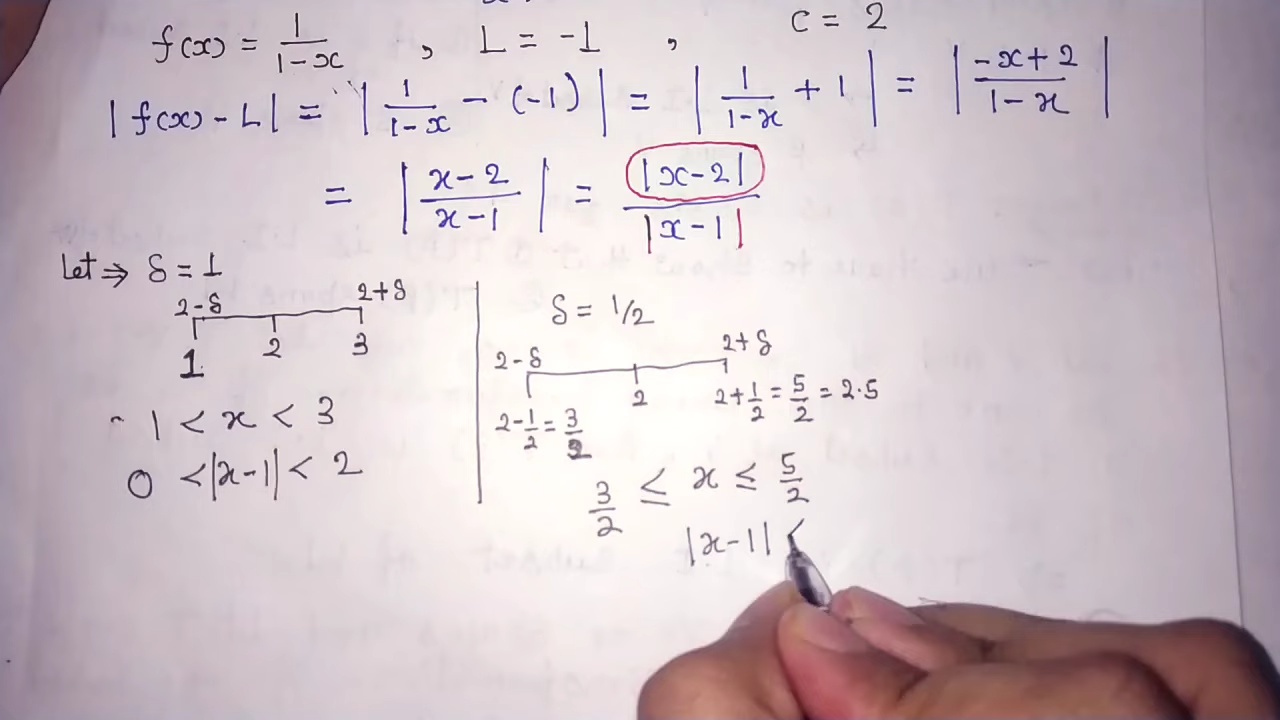 f(x) = 1/(1-x) , L = -1 , c = 2
|f(x) - L| = |1/(1-x) - (-1)| = |1/(1-x) + 1| = |(-x+2)/(1-x)|
= |(x-2)/(x-1)| = |x-2|/|x-1|
Let ⇒ δ = 1
2-δ 2+δ
1 2 3
1 < x < 3
0 < |x-1| < 2
δ = 1/2
2-δ 2+δ
2 - 1/2 = 3/2 2 2 + 1/2 = 5/2 = 2.5
3/2 ≤ x ≤ 5/2
|x-1| <